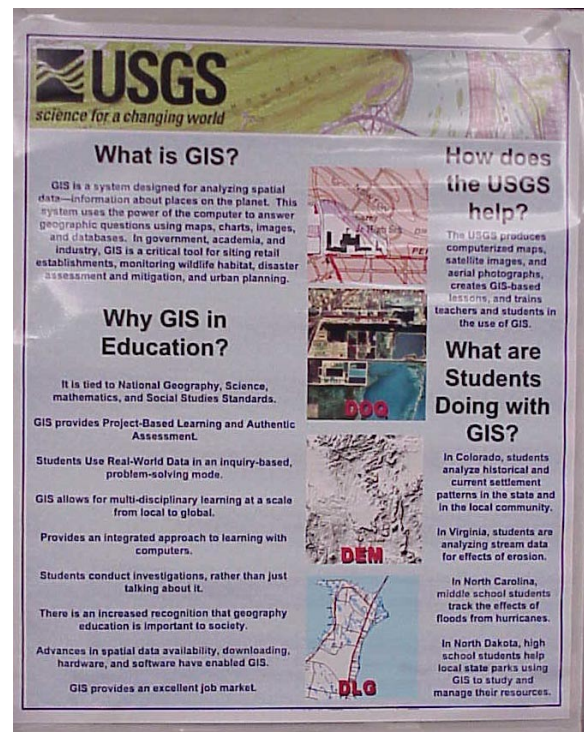 USGS
science for a changing world
What is GIS?
GIS is a system designed for analyzing spatial
data—information about places on the planet. This
system uses the power of the computer to answer
geographic questions using maps, charts, images,
and databases. In government, academia, and
industry, GIS is a critical tool for siting retail
establishments, monitoring wildlife habitat, disaster
assessment and mitigation, and urban planning.
Why GIS in
Education?
It is tied to National Geography, Science,
mathematics, and Social Studies Standards.
GIS provides Project-Based Learning and Authentic
Assessment.
Students Use Real-World Data in an inquiry-based,
problem-solving mode.
GIS allows for multi-disciplinary learning at a scale
from local to global.
Provides an integrated approach to learning with
computers.
Students conduct investigations, rather than just
talking about it.
There is an increased recognition that geography
education is important to society.
Advances in spatial data availability, downloading,
hardware, and software have enabled GIS.
GIS provides an excellent job market.
DOQ
DEM
DLG
How does
the USGS
help?
The USGS produces
computerized maps,
satellite images, and
aerial photographs,
creates GIS-based
lessons, and trains
teachers and students in
the use of GIS.
What are
Students
Doing with
GIS?
In Colorado, students
analyze historical and
current settlement
patterns in the state and
in the local community.
In Virginia, students are
analyzing stream data
for effects of erosion.
In North Carolina,
middle school students
track the effects of
floods from hurricanes.
In North Dakota, high
school students help
local state parks using
GIS to study and
manage their resources.